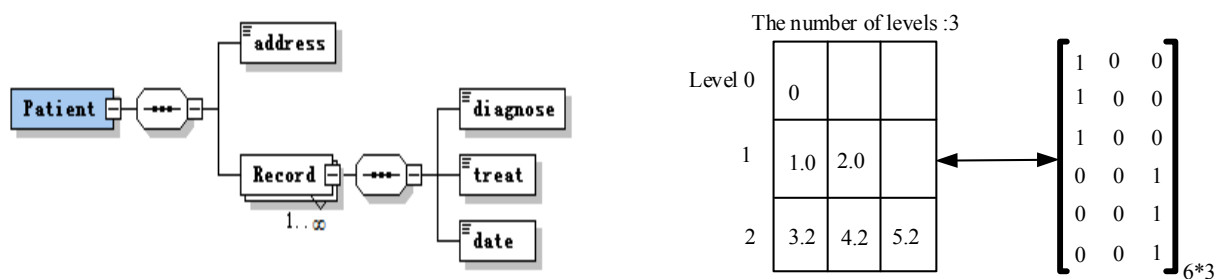 address
Patient
diagnose
Record
treat
1..∞
date
The number of levels :3
Level 0
0
1
1.0 2.0
2
3.2 4.2 5.2
1 0 0
1 0 0
1 0 0
0 0 1
0 0 1
0 0 1
6*3